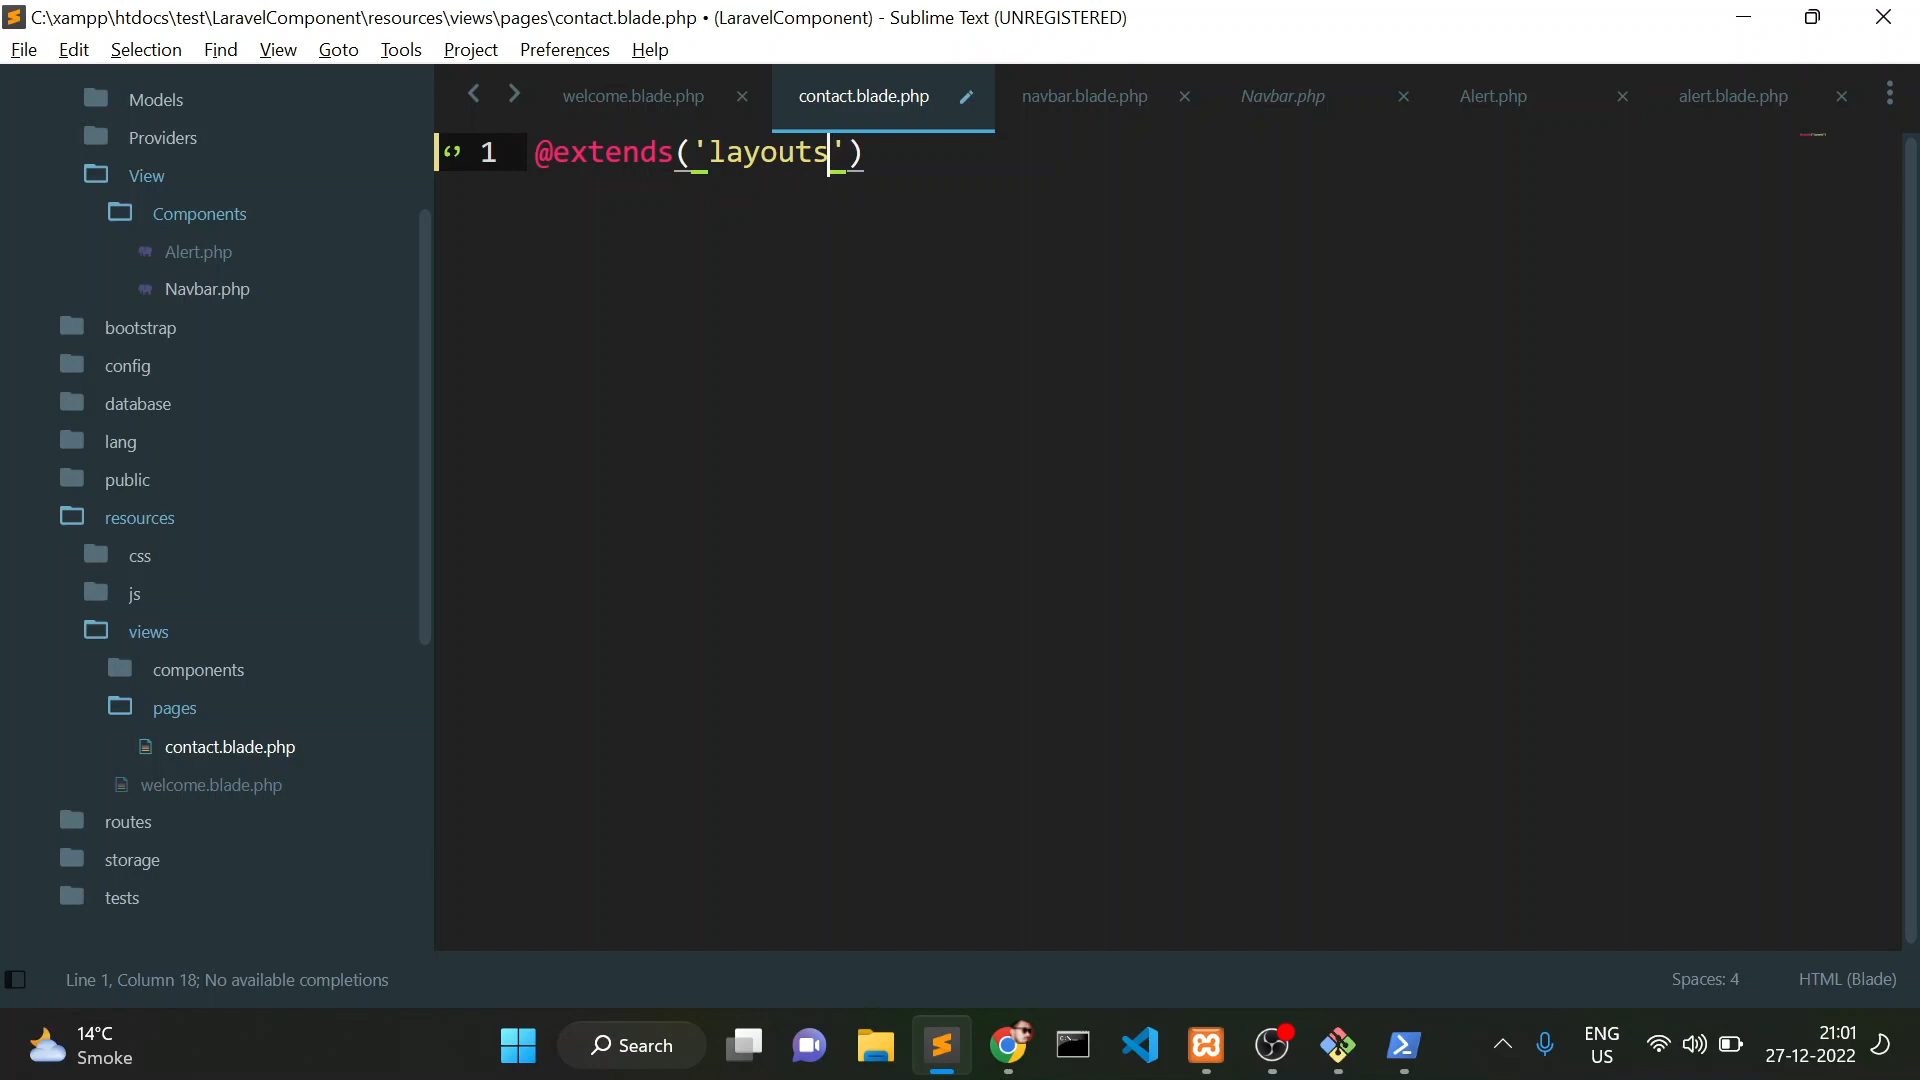 C:\xampp\htdocs\test\LaravelComponent\resources\views\pages\contact.blade.php • (LaravelComponent) - Sublime Text (UNREGISTERED)
File Edit Selection Find View Goto Tools Project Preferences Help
welcome.blade.php contact.blade.php navbar.blade.php Navbar.php Alert.php alert.blade.php
1 @extends('layouts')
Models
Providers
View
Components
Alert.php
Navbar.php
bootstrap
config
database
lang
public
resources
css
js
views
components
pages
contact.blade.php
welcome.blade.php
routes
storage
tests
Line 1, Column 18; No available completions Spaces: 4 HTML (Blade)
14°C
Smoke
Search
ENG
US
21:01
27-12-2022